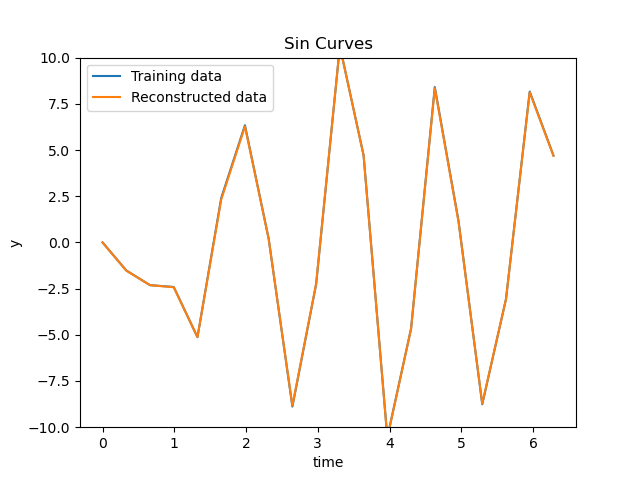 Sin Curves
Training data
Reconstructed data
10.0
7.5
5.0
2.5
0.0
−2.5
−5.0
−7.5
−10.0
y
0 1 2 3 4 5 6
time